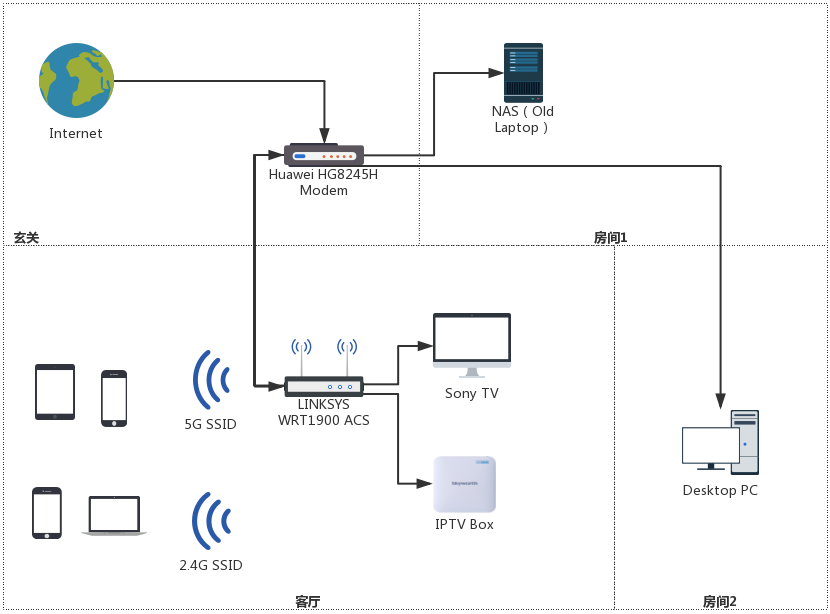 Internet
NAS ( Old
Laptop )
Huawei HG8245H
Modem
玄关
房间1
Sony TV
LINKSYS
WRT1900 ACS
5G SSID
Desktop PC
IPTV Box
2.4G SSID
客厅
房间2